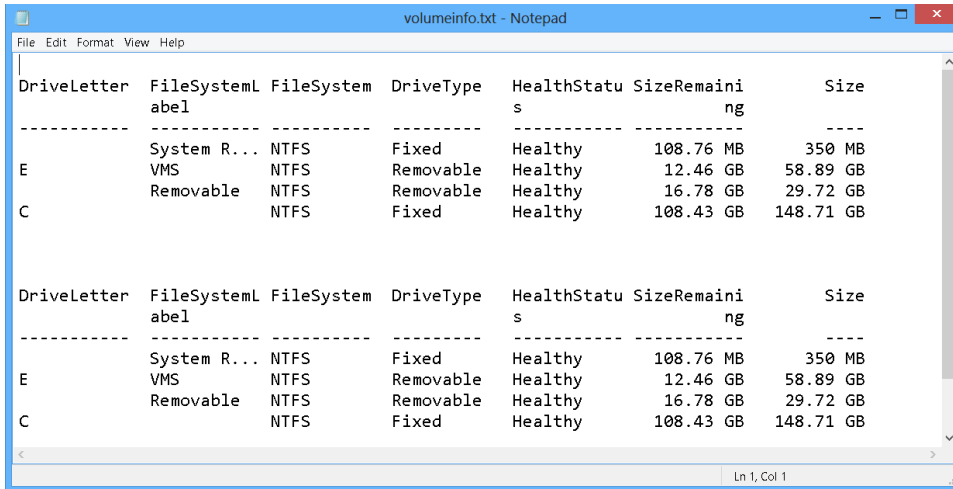 volumeinfo.txt - Notepad
File Edit Format View Help
DriveLetter FileSystemL FileSystem DriveType HealthStatu SizeRemaini Size
abel s ng
----------- ----------- ---------- --------- ----------- ----------- ----
System R... NTFS Fixed Healthy 108.76 MB 350 MB
E VMS NTFS Removable Healthy 12.46 GB 58.89 GB
Removable NTFS Removable Healthy 16.78 GB 29.72 GB
C NTFS Fixed Healthy 108.43 GB 148.71 GB
DriveLetter FileSystemL FileSystem DriveType HealthStatu SizeRemaini Size
abel s ng
----------- ----------- ---------- --------- ----------- ----------- ----
System R... NTFS Fixed Healthy 108.76 MB 350 MB
E VMS NTFS Removable Healthy 12.46 GB 58.89 GB
Removable NTFS Removable Healthy 16.78 GB 29.72 GB
C NTFS Fixed Healthy 108.43 GB 148.71 GB
Ln 1, Col 1